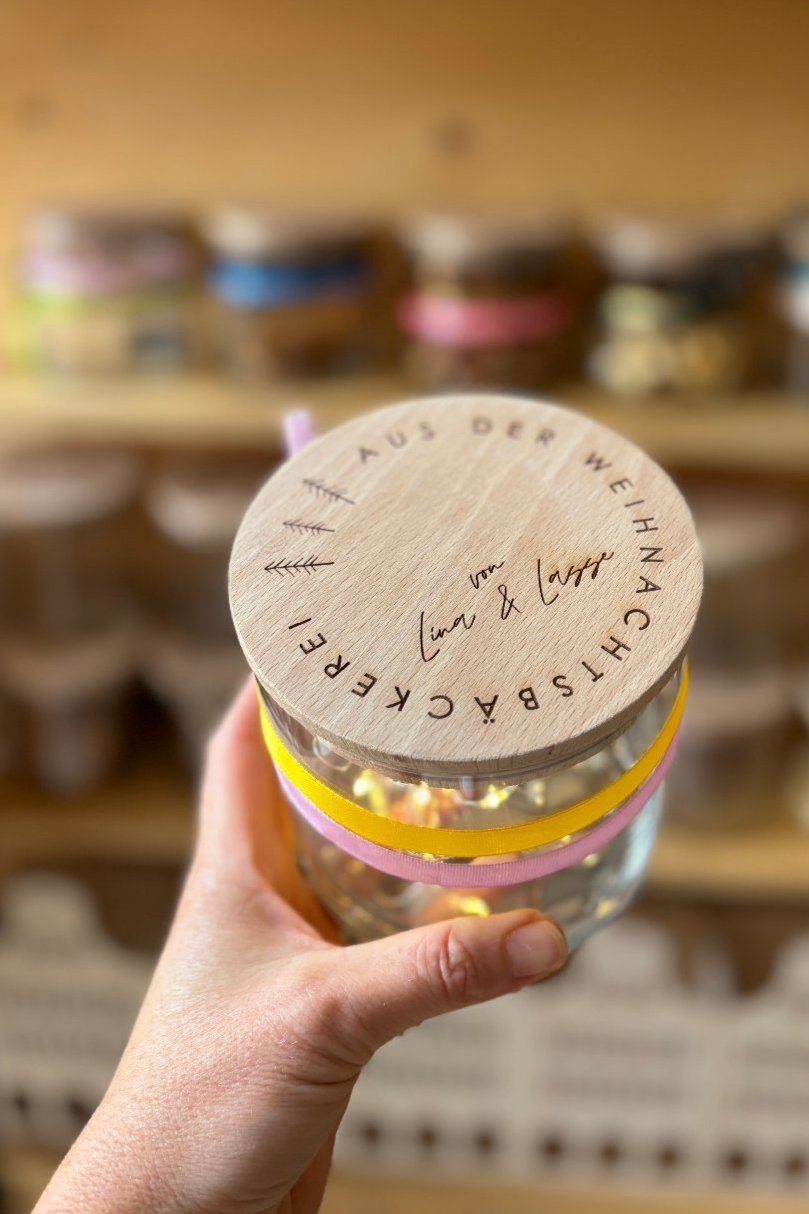 AUS DER WEIHNACHTSBÄCKEREI
von
Lina & Lasse